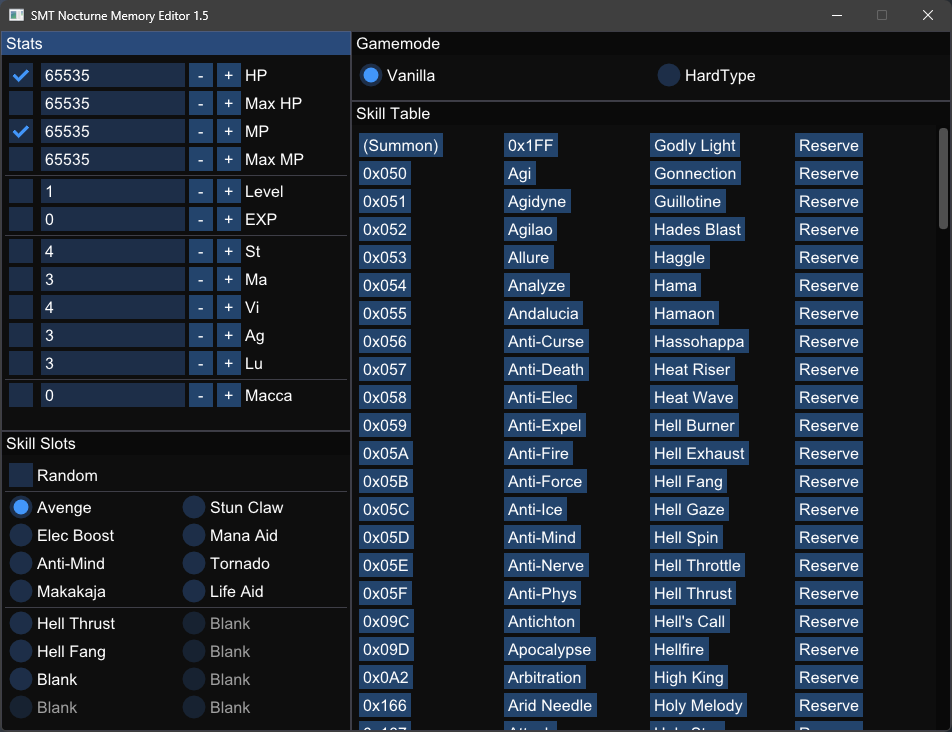 SMT Nocturne Memory Editor 1.5
Stats
65535 - + HP
65535 - + Max HP
65535 - + MP
65535 - + Max MP
1 - + Level
0 - + EXP
4 - + St
3 - + Ma
4 - + Vi
3 - + Ag
3 - + Lu
0 - + Macca
Skill Slots
Random
Avenge Stun Claw
Elec Boost Mana Aid
Anti-Mind Tornado
Makakaja Life Aid
Hell Thrust Blank
Hell Fang Blank
Blank Blank
Blank Blank
Gamemode
Vanilla HardType
Skill Table
(Summon) 0x1FF Godly Light Reserve
0x050 Agi Gonnection Reserve
0x051 Agidyne Guillotine Reserve
0x052 Agilao Hades Blast Reserve
0x053 Allure Haggle Reserve
0x054 Analyze Hama Reserve
0x055 Andalucia Hamaon Reserve
0x056 Anti-Curse Hassohappa Reserve
0x057 Anti-Death Heat Riser Reserve
0x058 Anti-Elec Heat Wave Reserve
0x059 Anti-Expel Hell Burner Reserve
0x05A Anti-Fire Hell Exhaust Reserve
0x05B Anti-Force Hell Fang Reserve
0x05C Anti-Ice Hell Gaze Reserve
0x05D Anti-Mind Hell Spin Reserve
0x05E Anti-Nerve Hell Throttle Reserve
0x05F Anti-Phys Hell Thrust Reserve
0x09C Antichton Hell's Call Reserve
0x09D Apocalypse Hellfire Reserve
0x0A2 Arbitration High King Reserve
0x166 Arid Needle Holy Melody Reserve